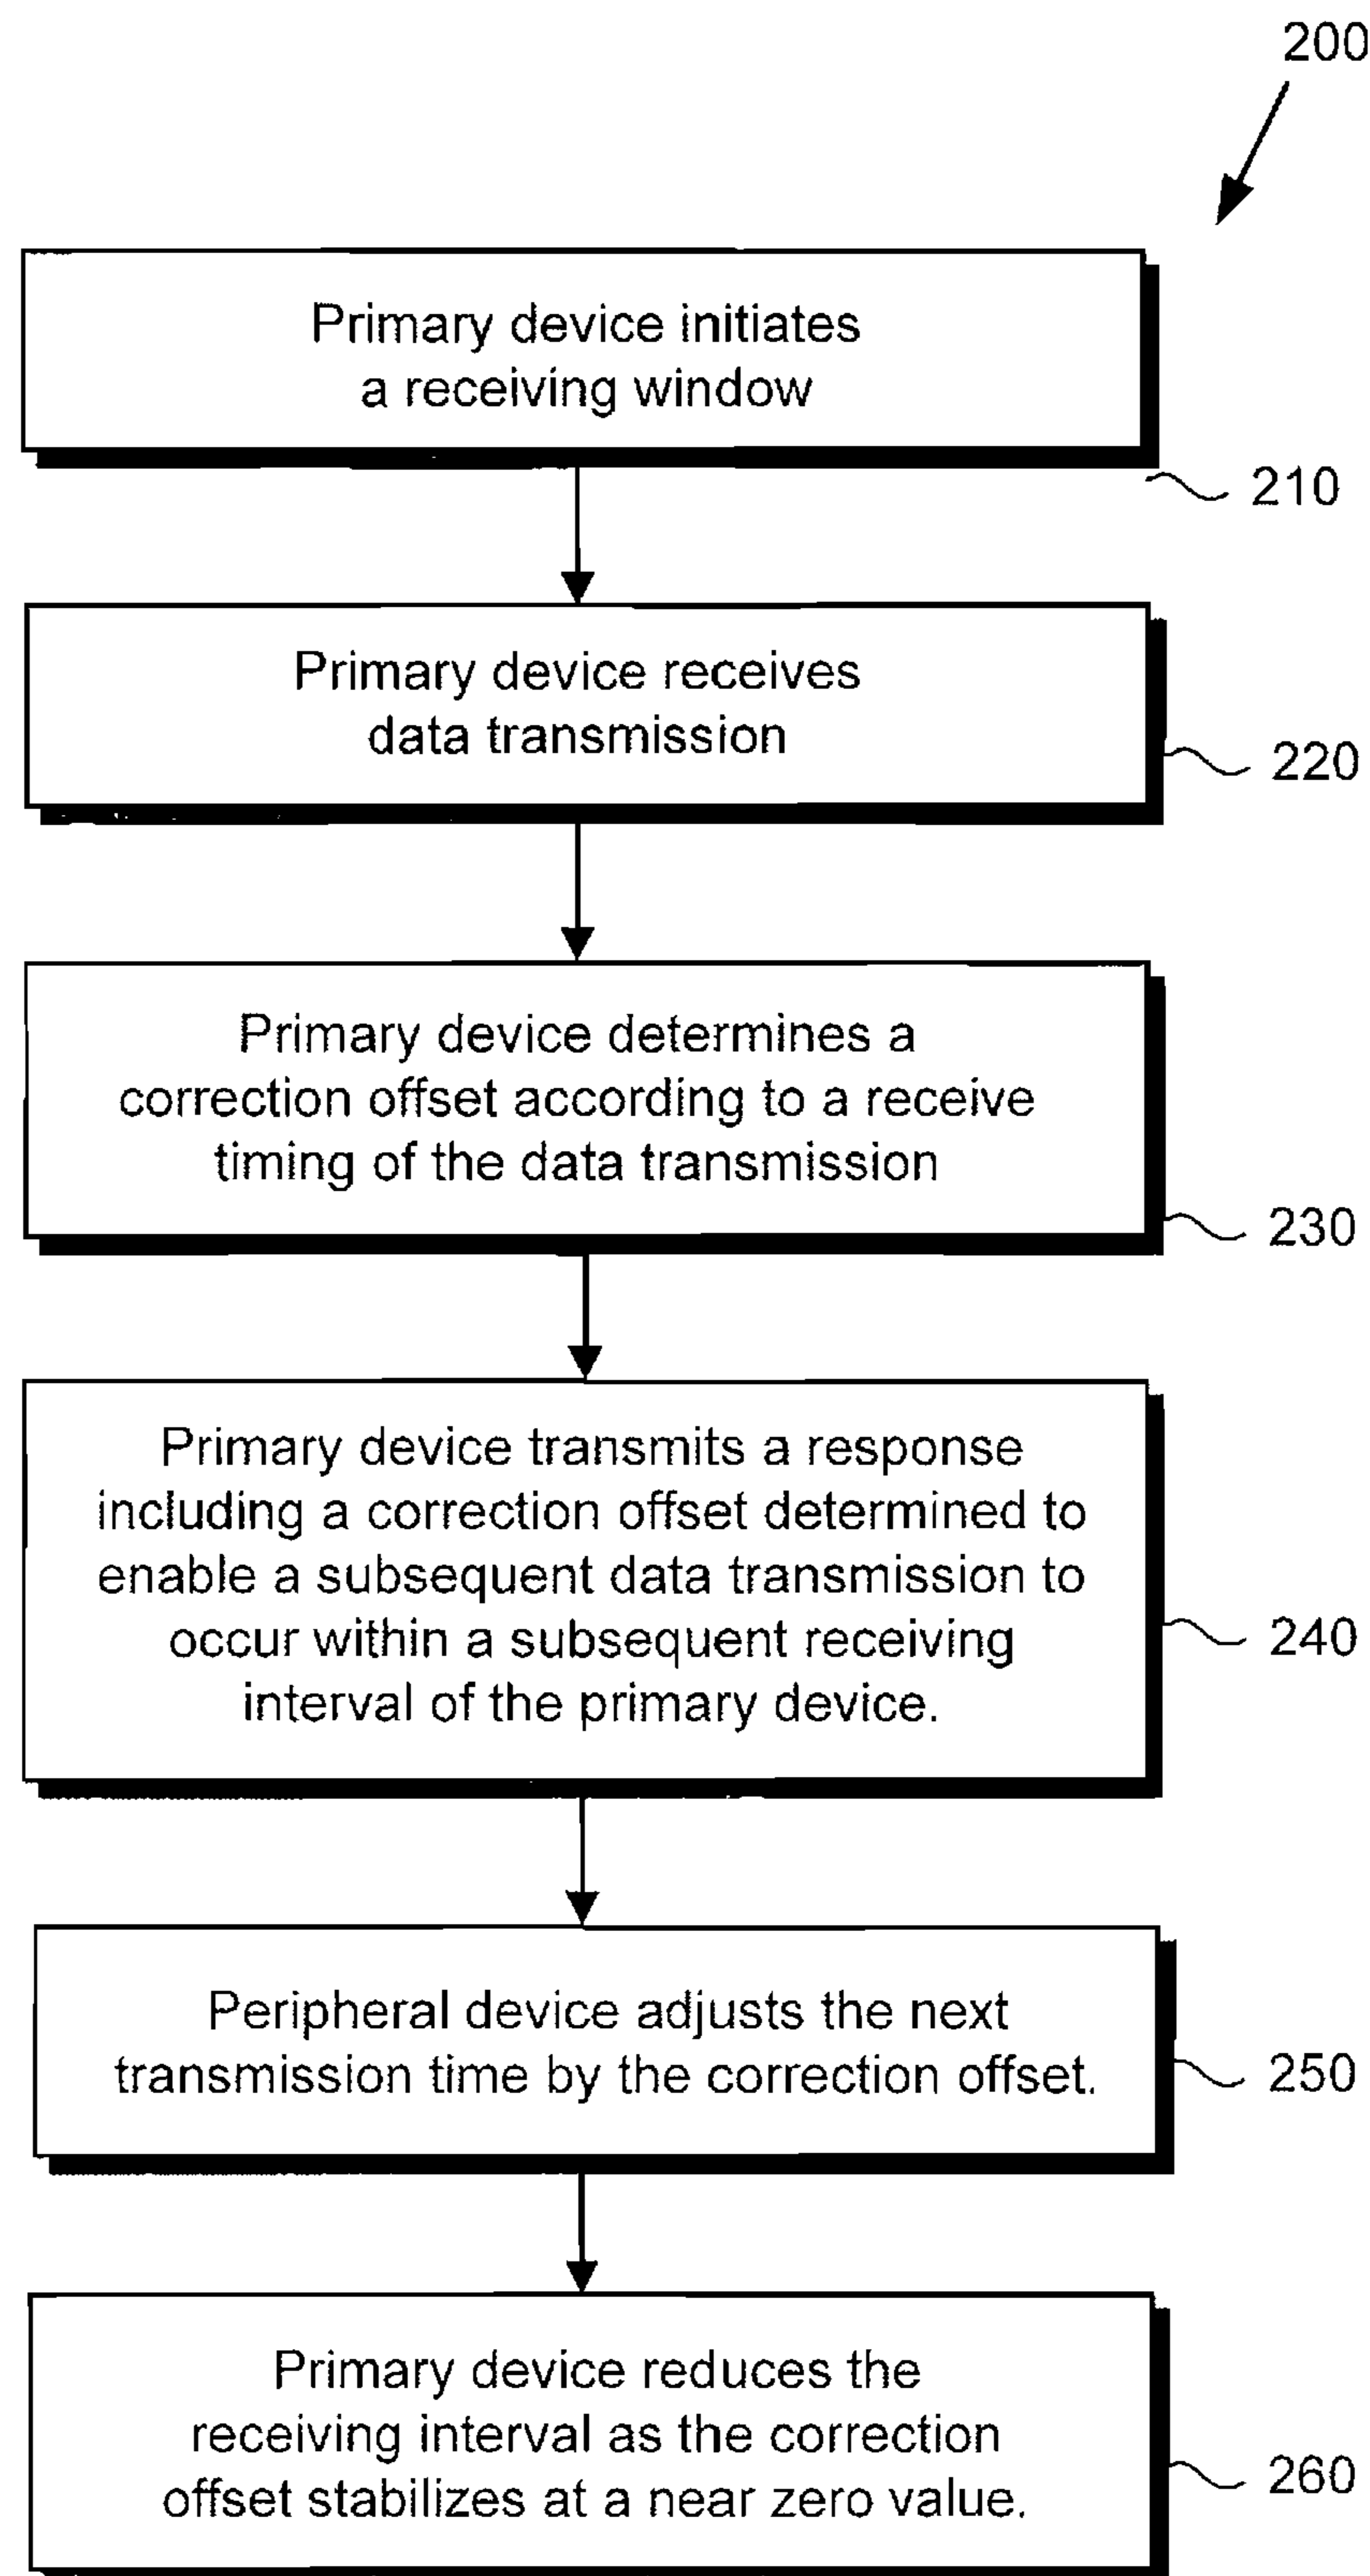 200
Primary device initiates
a receiving window
210
Primary device receives
data transmission
220
Primary device determines a
correction offset according to a receive
timing of the data transmission
230
Primary device transmits a response
including a correction offset determined to
enable a subsequent data transmission to
occur within a subsequent receiving
interval of the primary device.
240
Peripheral device adjusts the next
transmission time by the correction offset.
250
Primary device reduces the
receiving interval as the correction
offset stabilizes at a near zero value.
260